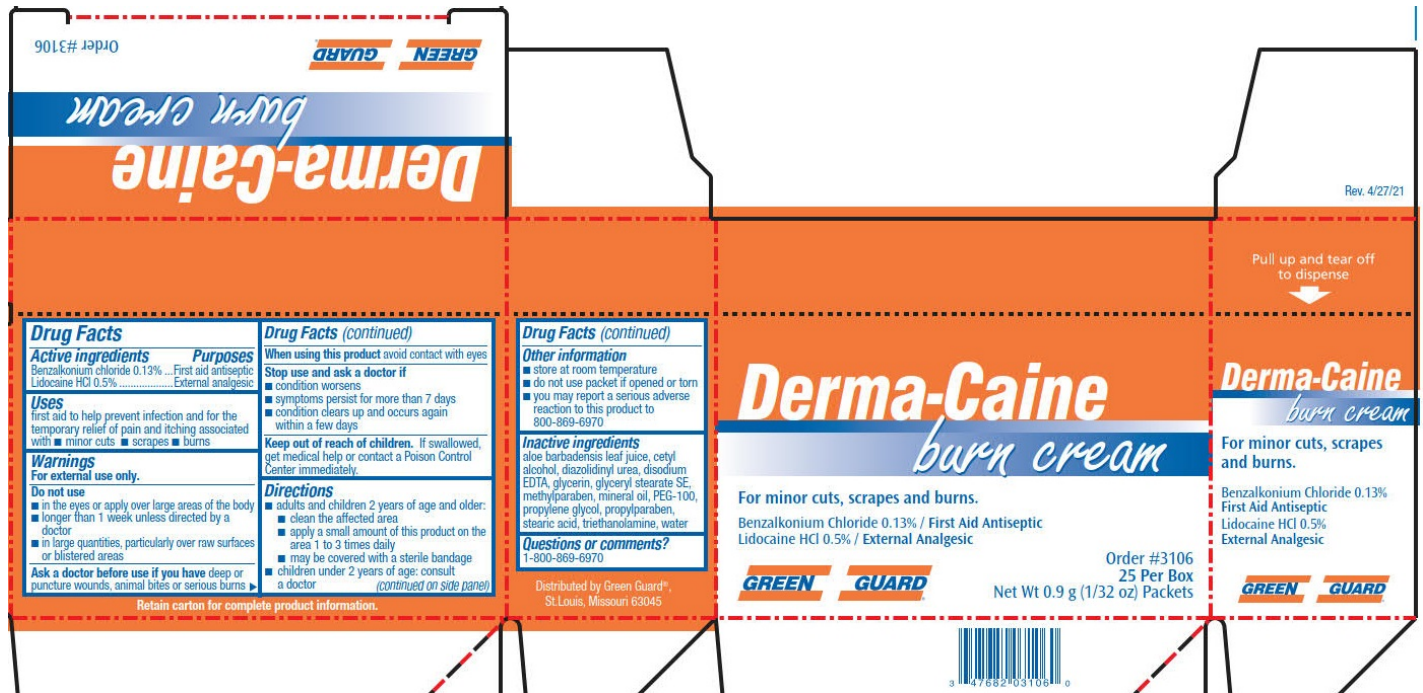 Order #3106
GREEN GUARD
burn cream
Derma-Caine
Rev. 4/27/21
Pull up and tear off
to dispense
Drug Facts
Active ingredients Purposes
Benzalkonium chloride 0.13% ...First aid antiseptic
Lidocaine HCl 0.5% ...................External analgesic
Uses
first aid to help prevent infection and for the
temporary relief of pain and itching associated
with ■ minor cuts ■ scrapes ■ burns
Warnings
For external use only.
Do not use
■ in the eyes or apply over large areas of the body
■ longer than 1 week unless directed by a
doctor
■ in large quantities, particularly over raw surfaces
or blistered areas
Ask a doctor before use if you have deep or
puncture wounds, animal bites or serious burns ▶
Drug Facts (continued)
When using this product avoid contact with eyes
Stop use and ask a doctor if
■ condition worsens
■ symptoms persist for more than 7 days
■ condition clears up and occurs again
within a few days
Keep out of reach of children. If swallowed,
get medical help or contact a Poison Control
Center immediately.
Directions
■ adults and children 2 years of age and older:
■ clean the affected area
■ apply a small amount of this product on the
area 1 to 3 times daily
■ may be covered with a sterile bandage
■ children under 2 years of age: consult
a doctor (continued on side panel)
Retain carton for complete product information.
Drug Facts (continued)
Other information
■ store at room temperature
■ do not use packet if opened or torn
■ you may report a serious adverse
reaction to this product to
800-869-6970
Inactive ingredients
aloe barbadensis leaf juice, cetyl
alcohol, diazolidinyl urea, disodium
EDTA, glycerin, glyceryl stearate SE,
methylparaben, mineral oil, PEG-100,
propylene glycol, propylparaben,
stearic acid, triethanolamine, water
Questions or comments?
1-800-869-6970
Distributed by Green Guard®,
St.Louis, Missouri 63045
Derma-Caine
burn cream
For minor cuts, scrapes and burns.
Benzalkonium Chloride 0.13% / First Aid Antiseptic
Lidocaine HCl 0.5% / External Analgesic
Order #3106
25 Per Box
Net Wt 0.9 g (1/32 oz) Packets
GREEN GUARD
3 47682 03106 0
Derma-Caine
burn cream
For minor cuts, scrapes
and burns.
Benzalkonium Chloride 0.13%
First Aid Antiseptic
Lidocaine HCl 0.5%
External Analgesic
GREEN GUARD